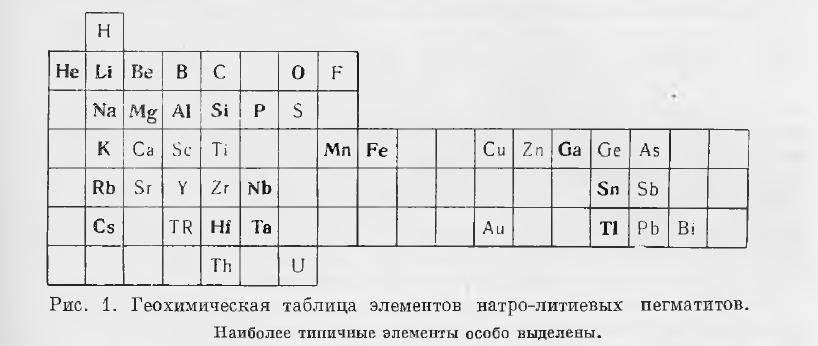 H
He Li Be B C O F
Na Mg Al Si P S
K Ca Sc Ti Mn Fe Cu Zn Ga Ge As
Rb Sr Y Zr Nb Sn Sb
Cs TR Hf Ta Au Tl Pb Bi
Th U
Рис. 1. Геохимическая таблица элементов натро-литиевых пегматитов.
Наиболее типичные элементы особо выделены.